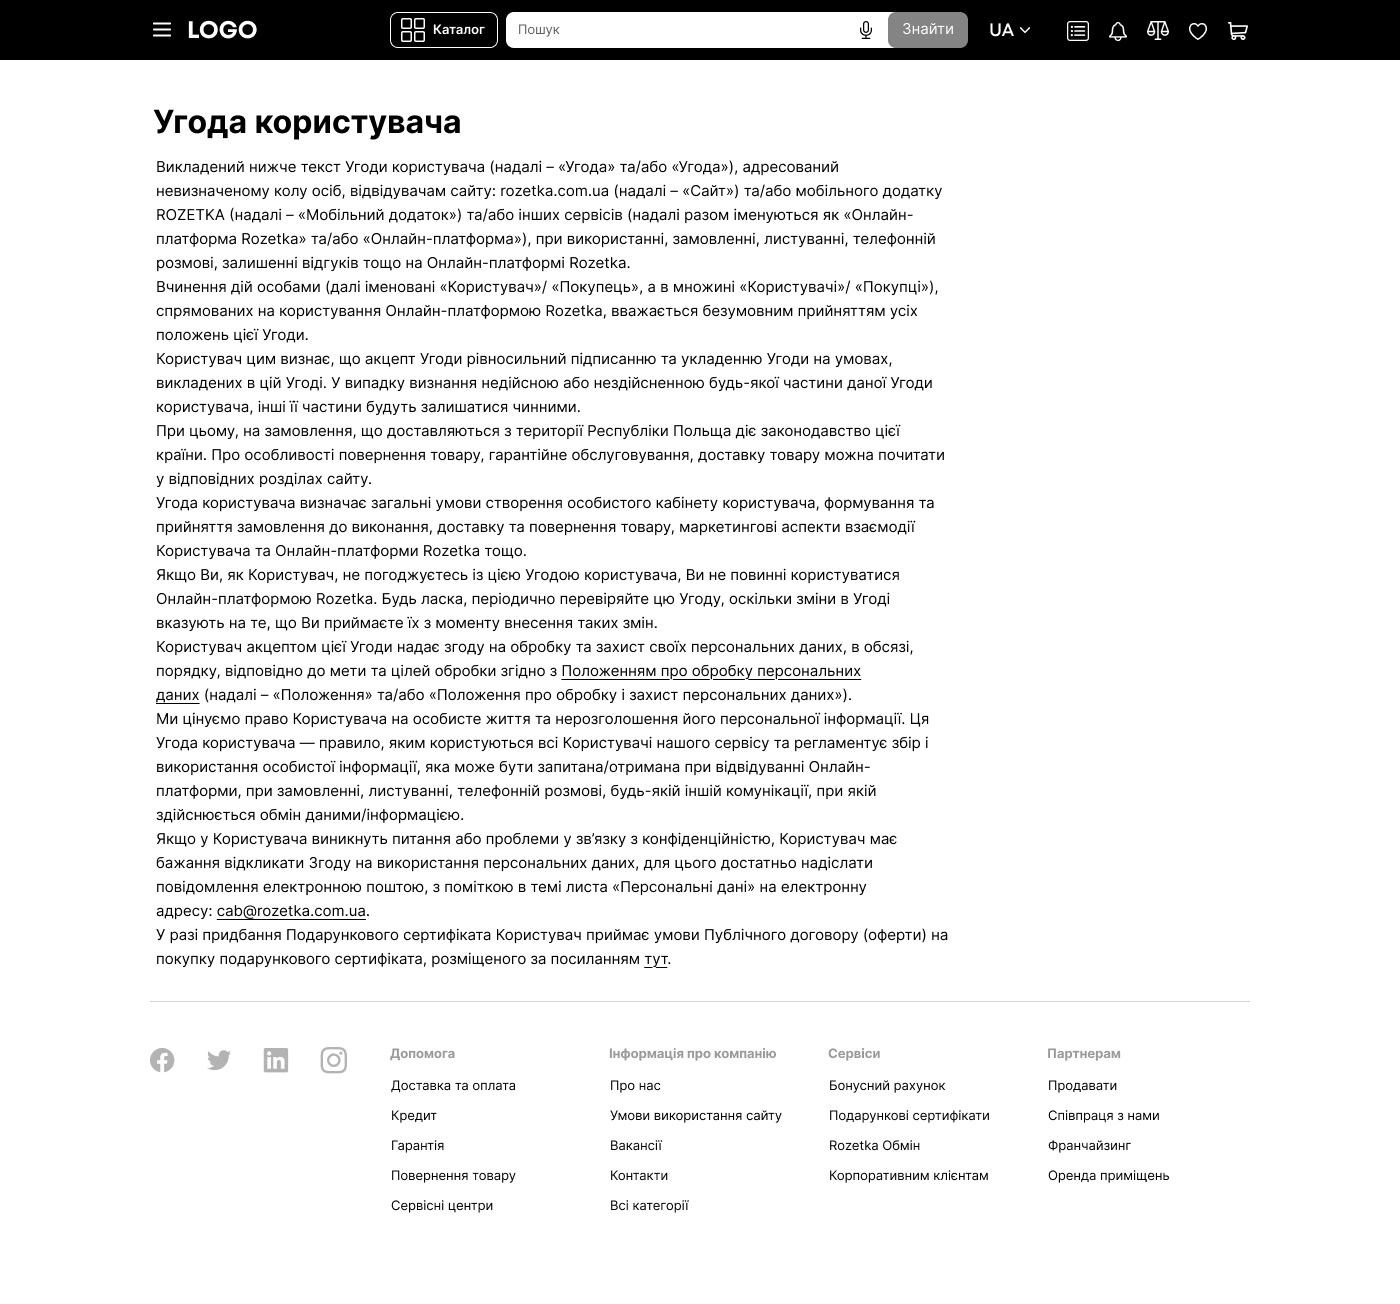 LOGO
Каталог
Пошук
Знайти
UA
Угода користувача
Викладений нижче текст Угоди користувача (надалі – «Угода» та/або «Угода»), адресований
невизначеному колу осіб, відвідувачам сайту: rozetka.com.ua (надалі – «Сайт») та/або мобільного додатку
ROZETKA (надалі – «Мобільний додаток») та/або інших сервісів (надалі разом іменуються як «Онлайн-
платформа Rozetka» та/або «Онлайн-платформа»), при використанні, замовленні, листуванні, телефонній
розмові, залишенні відгуків тощо на Онлайн-платформі Rozetka.
Вчинення дій особами (далі іменовані «Користувач»/ «Покупець», а в множині «Користувачі»/ «Покупці»),
спрямованих на користування Онлайн-платформою Rozetka, вважається безумовним прийняттям усіх
положень цієї Угоди.
Користувач цим визнає, що акцепт Угоди рівносильний підписанню та укладенню Угоди на умовах,
викладених в цій Угоді. У випадку визнання недійсною або нездійсненною будь-якої частини даної Угоди
користувача, інші її частини будуть залишатися чинними.
При цьому, на замовлення, що доставляються з території Республіки Польща діє законодавство цієї
країни. Про особливості повернення товару, гарантійне обслуговування, доставку товару можна почитати
у відповідних розділах сайту.
Угода користувача визначає загальні умови створення особистого кабінету користувача, формування та
прийняття замовлення до виконання, доставку та повернення товару, маркетингові аспекти взаємодії
Користувача та Онлайн-платформи Rozetka тощо.
Якщо Ви, як Користувач, не погоджуєтесь із цією Угодою користувача, Ви не повинні користуватися
Онлайн-платформою Rozetka. Будь ласка, періодично перевіряйте цю Угоду, оскільки зміни в Угоді
вказують на те, що Ви приймаєте їх з моменту внесення таких змін.
Користувач акцептом цієї Угоди надає згоду на обробку та захист своїх персональних даних, в обсязі,
порядку, відповідно до мети та цілей обробки згідно з Положенням про обробку персональних
даних (надалі – «Положення» та/або «Положення про обробку і захист персональних даних»).
Ми цінуємо право Користувача на особисте життя та нерозголошення його персональної інформації. Ця
Угода користувача — правило, яким користуються всі Користувачі нашого сервісу та регламентує збір і
використання особистої інформації, яка може бути запитана/отримана при відвідуванні Онлайн-
платформи, при замовленні, листуванні, телефонній розмові, будь-якій іншій комунікації, при якій
здійснюється обмін даними/інформацією.
Якщо у Користувача виникнуть питання або проблеми у зв’язку з конфіденційністю, Користувач має
бажання відкликати Згоду на використання персональних даних, для цього достатньо надіслати
повідомлення електронною поштою, з поміткою в темі листа «Персональні дані» на електронну
адресу: cab@rozetka.com.ua.
У разі придбання Подарункового сертифіката Користувач приймає умови Публічного договору (оферти) на
покупку подарункового сертифіката, розміщеного за посиланням тут.
Допомога
Доставка та оплата
Кредит
Гарантія
Повернення товару
Сервісні центри
Інформація про компанію
Про нас
Умови використання сайту
Вакансії
Контакти
Всі категорії
Сервіси
Бонусний рахунок
Подарункові сертифікати
Rozetka Обмін
Корпоративним клієнтам
Партнерам
Продавати
Співпраця з нами
Франчайзинг
Оренда приміщень